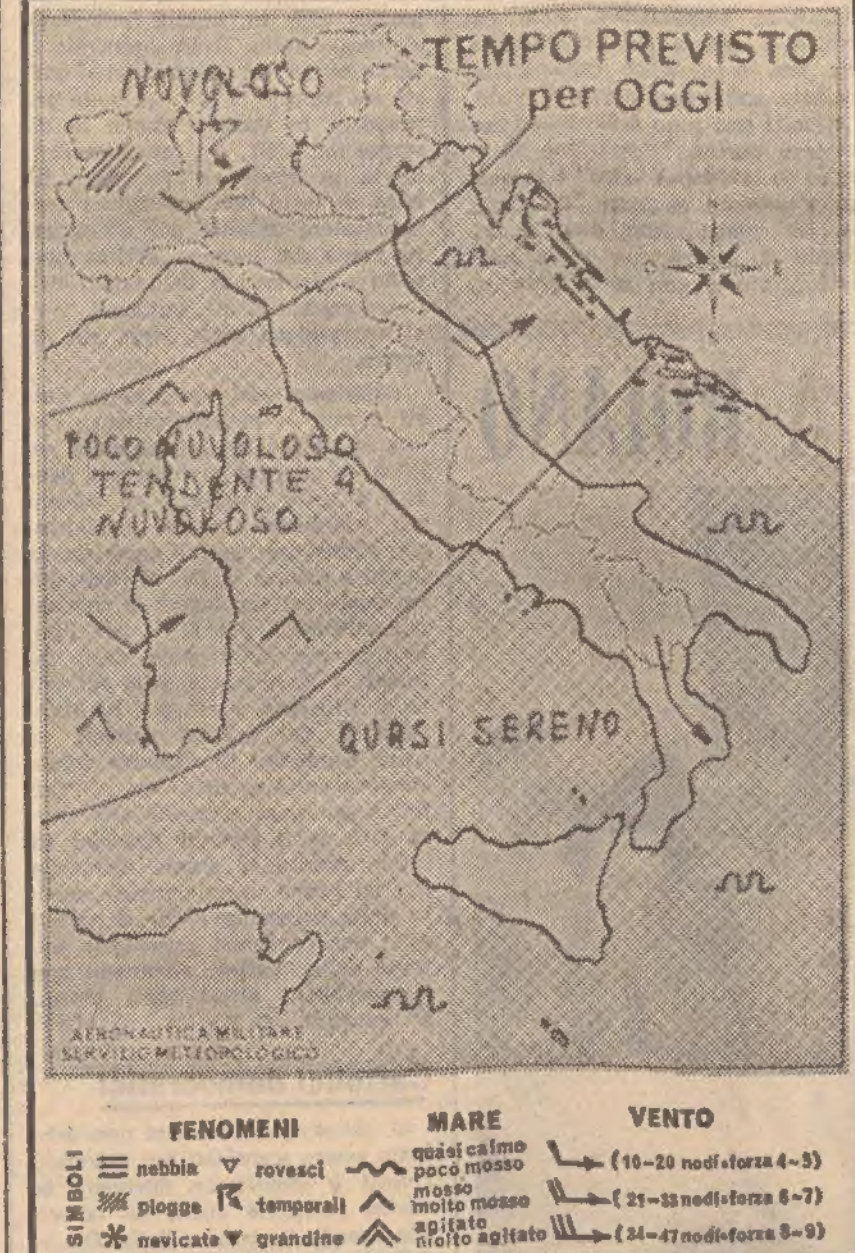 TEMPO PREVISTO
per OGGI
NUVOLOSO
O
E
POCO NUVOLOSO
TENDENTE A
NUVOLOSO
QUASI SERENO
AERONAUTICA MILITARE
SERVIZIO METEOROLOGICO
SIMBOLI
FENOMENI
nebbia
rovesci
piogge
temporali
nevicate
grandine
MARE
quasi calmo
poco mosso
mosso
molto mosso
agitato
molto agitato
VENTO
(10-20 nodi=forza 4-5)
(21-33 nodi=forza 6-7)
(34-47 nodi=forza 8-9)